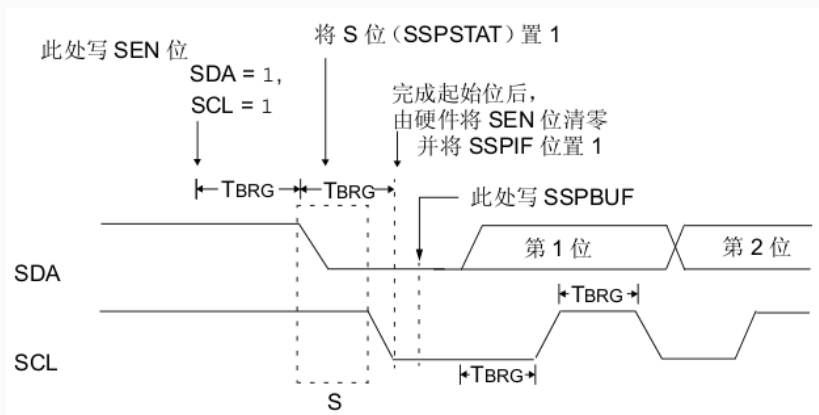 将 S 位（SSPSTAT）置 1
此处写 SEN 位
SDA = 1,
SCL = 1
完成起始位后，
由硬件将 SEN 位清零
并将 SSPIF 位置 1
TBRG
TBRG
此处写 SSPBUF
第 1 位
第 2 位
SDA
TBRG
SCL
TBRG
S